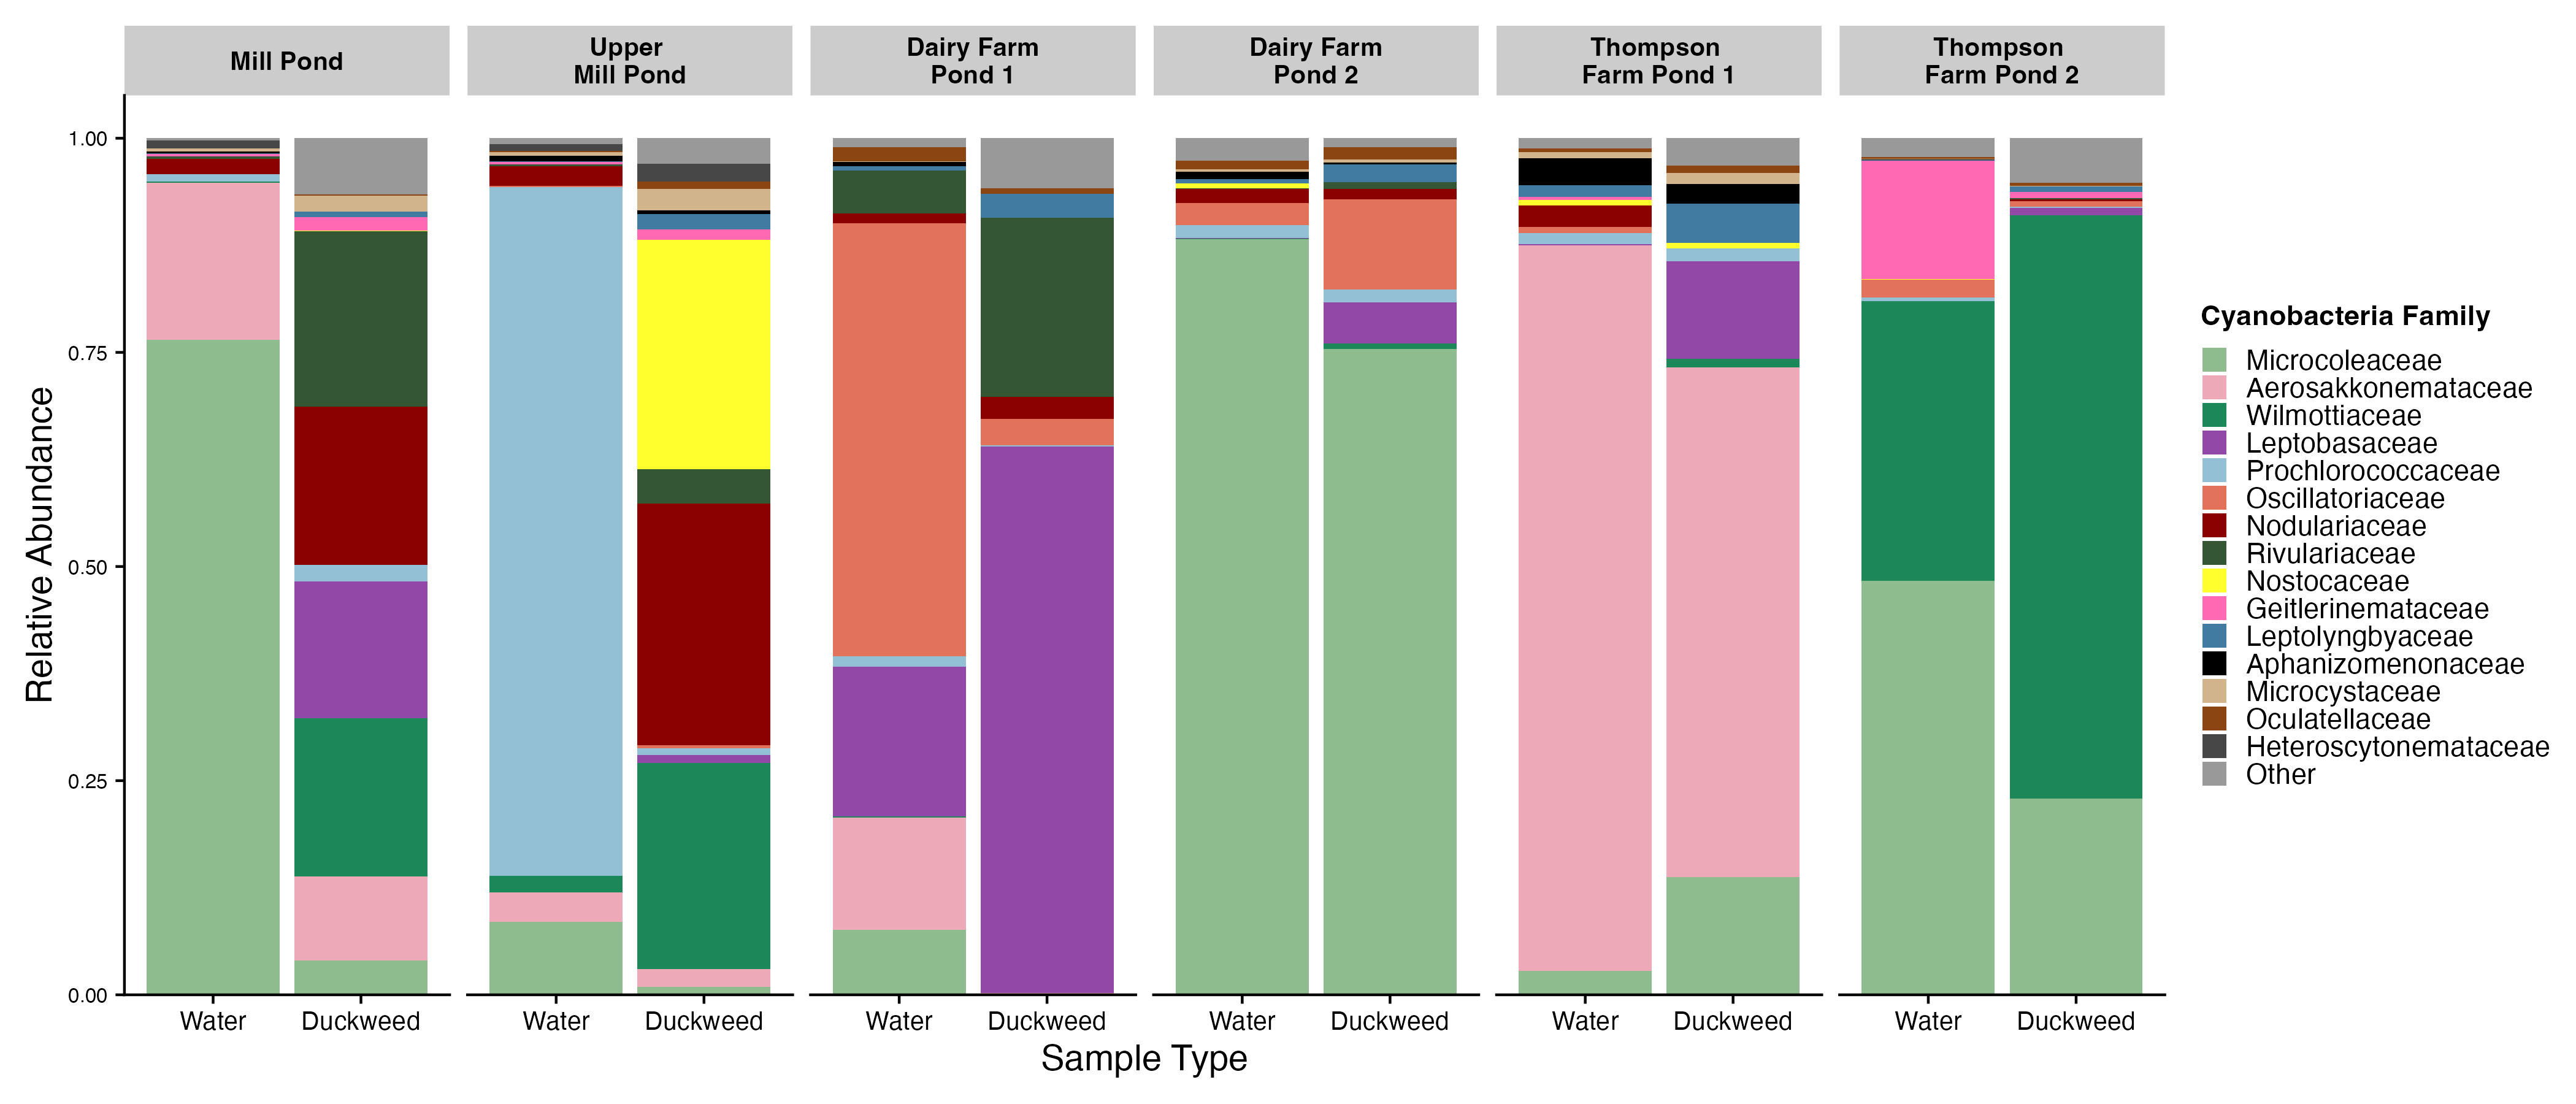 Mill Pond
Upper
Mill Pond
Dairy Farm
Pond 1
Dairy Farm
Pond 2
Thompson
Farm Pond 1
Thompson
Farm Pond 2
1.00
0.75
0.50
0.25
0.00
Relative Abundance
Water Duckweed Water Duckweed Water Duckweed Water Duckweed Water Duckweed Water Duckweed
Sample Type
Cyanobacteria Family
Microcoleaceae
Aerosakkonemataceae
Wilmottiaceae
Leptobasaceae
Prochlorococcaceae
Oscillatoriaceae
Nodulariaceae
Rivulariaceae
Nostocaceae
Geitlerinemataceae
Leptolyngbyaceae
Aphanizomenonaceae
Microcystaceae
Oculatellaceae
Heteroscytonemataceae
Other